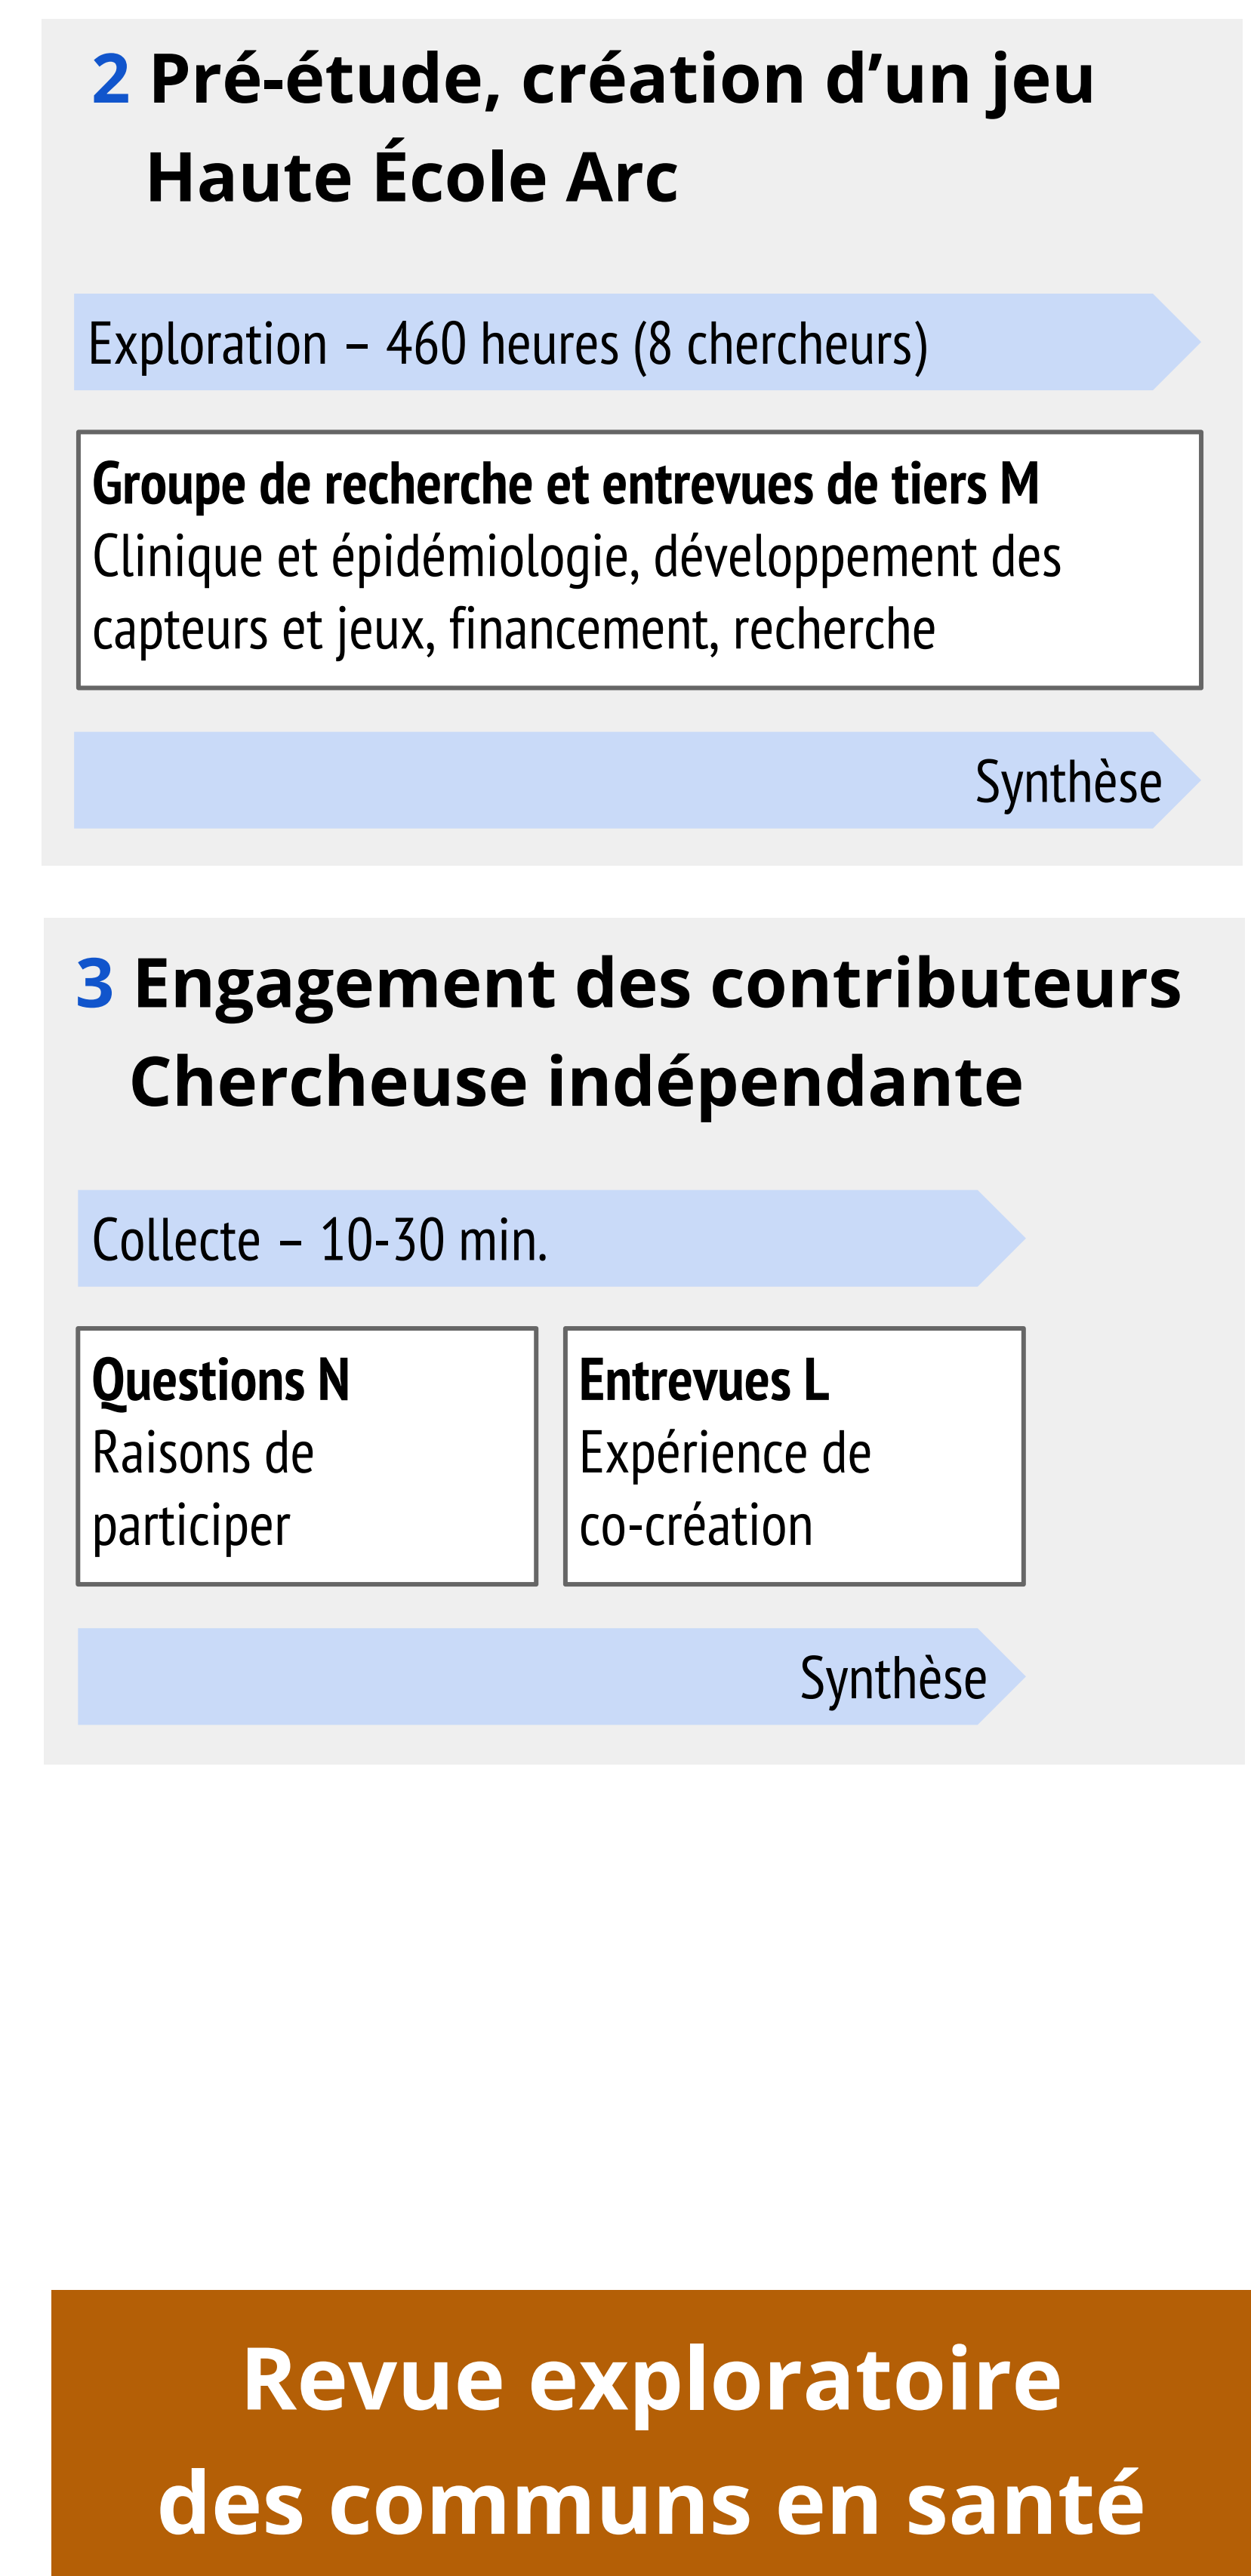 2 Pré-étude, création d’un jeu
Haute École Arc
Exploration – 460 heures (8 chercheurs)
Groupe de recherche et entrevues de tiers M
Clinique et épidémiologie, développement des
capteurs et jeux, financement, recherche
Synthèse
3 Engagement des contributeurs
Chercheuse indépendante
Collecte – 10-30 min.
Questions N
Raisons de
participer
Entrevues L
Expérience de
co-création
Synthèse
Revue exploratoire
des communs en santé